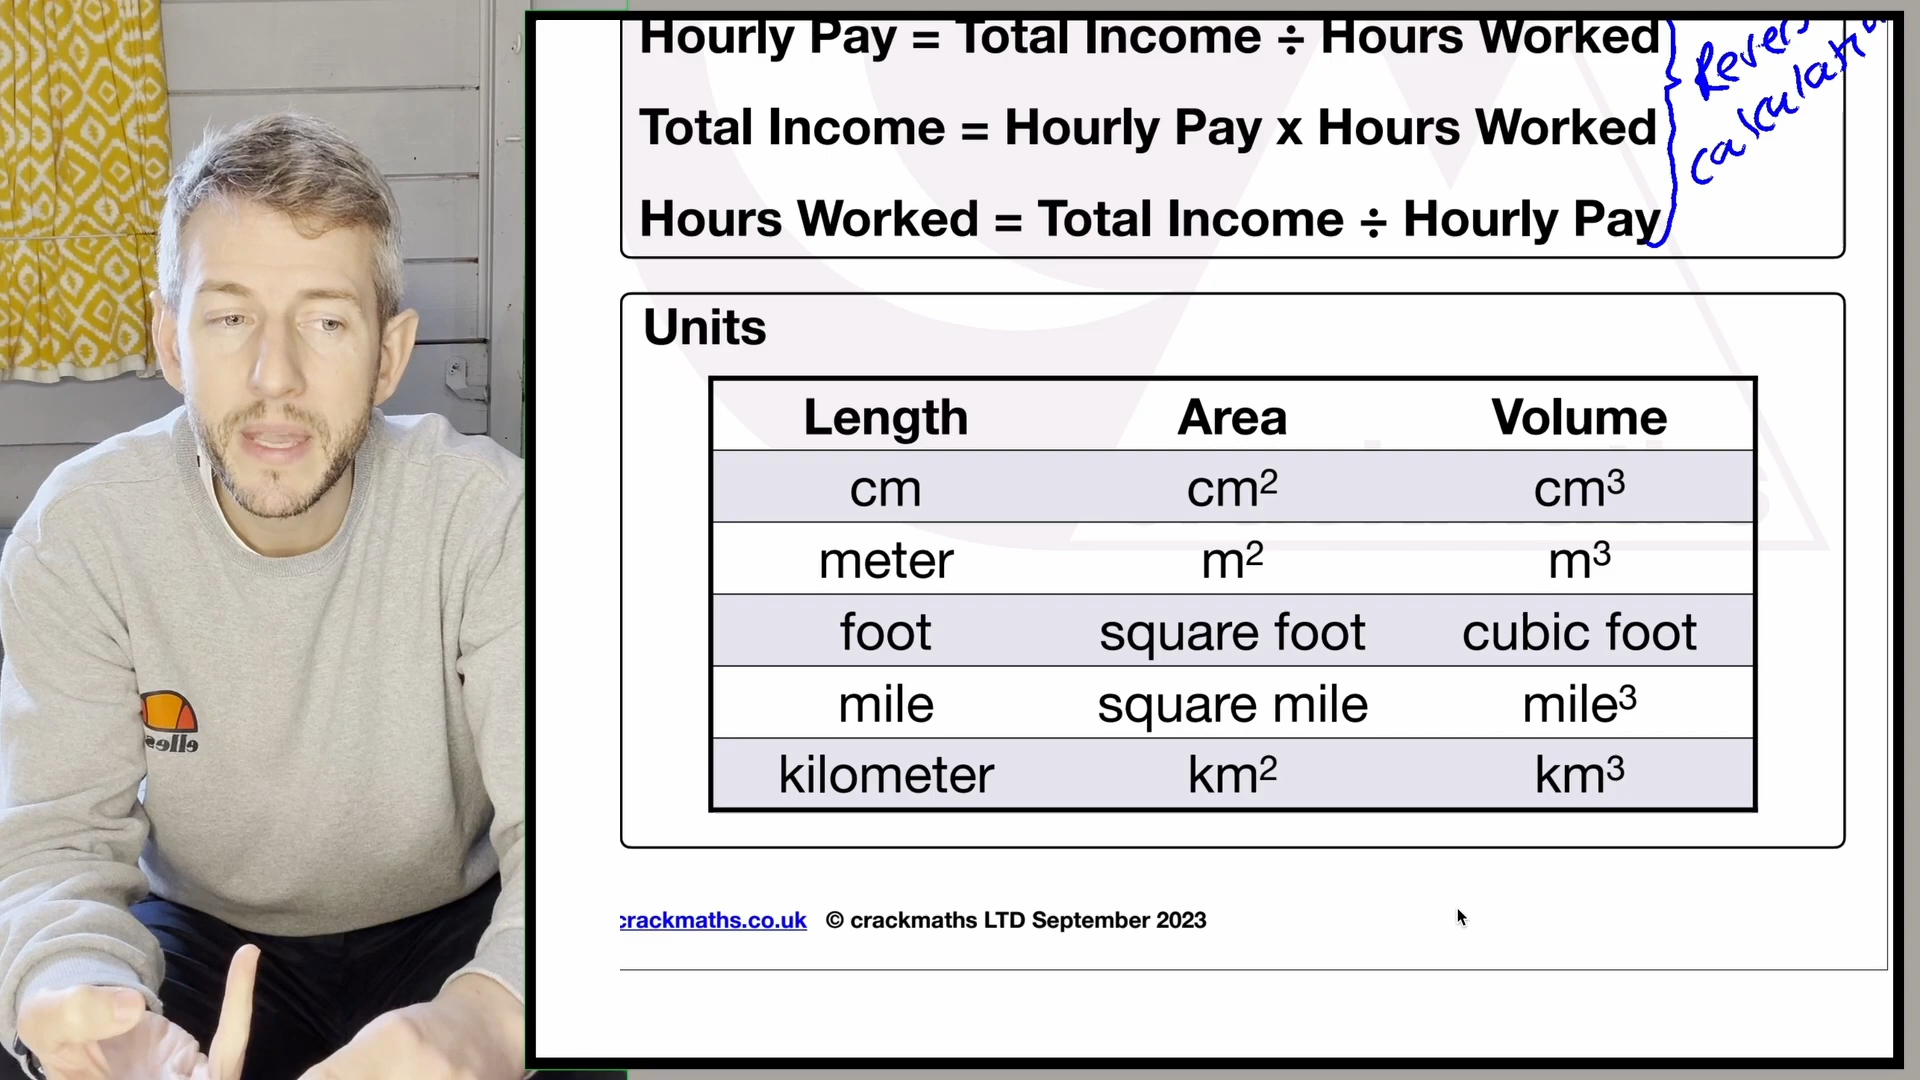 Hourly Pay = Total Income ÷ Hours Worked
Total Income = Hourly Pay x Hours Worked
Hours Worked = Total Income ÷ Hourly Pay
calculatio
Units
Length Area Volume
cm cm² cm³
meter m² m³
foot square foot cubic foot
mile square mile mile³
kilometer km² km³
crackmaths.co.uk © crackmaths LTD September 2023
elles